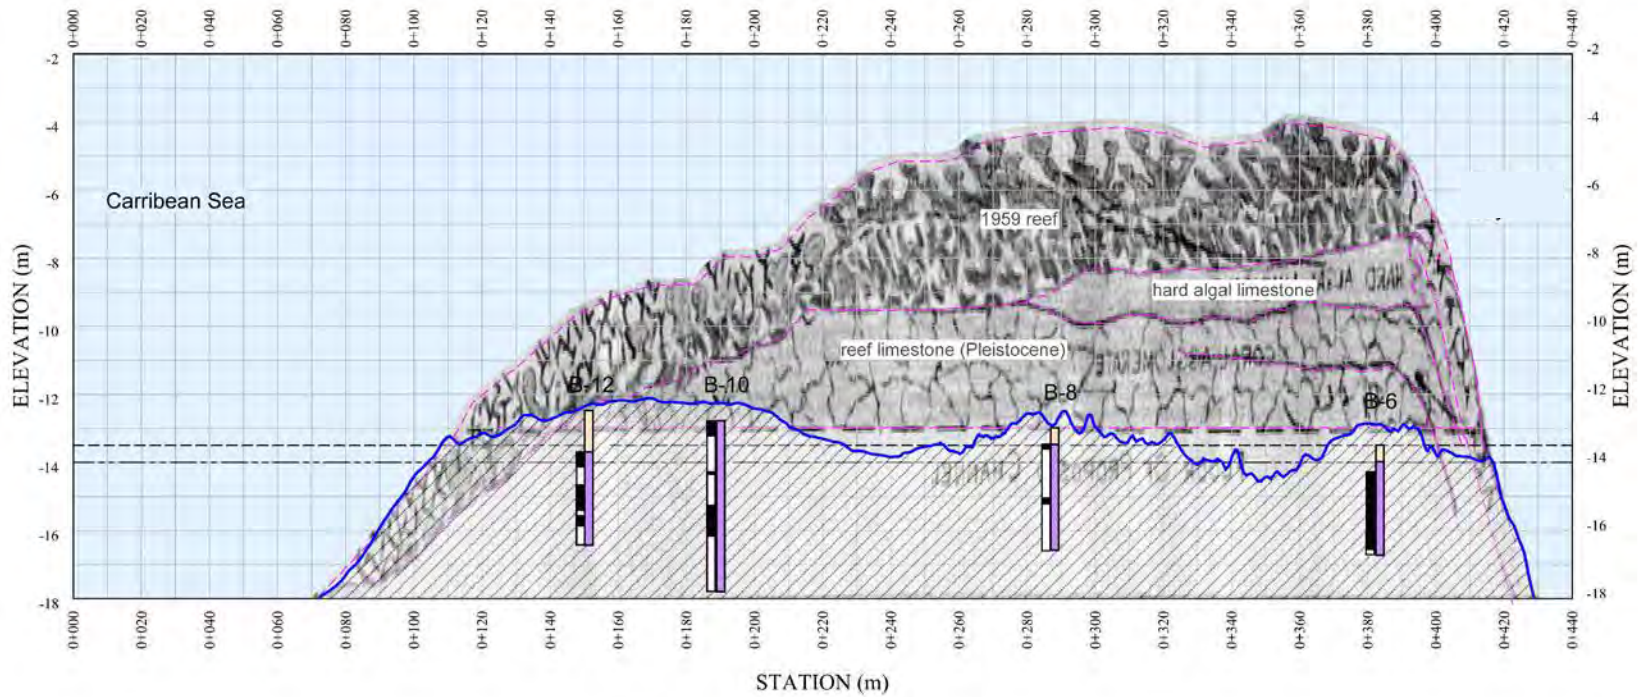 0+000 0+020 0+040 0+060 0+080 0+100 0+120 0+140 0+160 0+180 0+200 0+220 0+240 0+260 0+280 0+300 0+320 0+340 0+360 0+380 0+400 0+420 0+440
-2 -2
-4 -4
-6 -6
-8 -8
-10 -10
-12 -12
-14 -14
-16 -16
-18 -18
ELEVATION (m)
ELEVATION (m)
Carribean Sea
1959 reef
HARD
hard algal limestone
reef limestone (Pleistocene)
B-12 B-10 B-8 B-6
CHANNEL
0+000 0+020 0+040 0+060 0+080 0+100 0+120 0+140 0+160 0+180 0+200 0+220 0+240 0+260 0+280 0+300 0+320 0+340 0+360 0+380 0+400 0+420 0+440
STATION (m)